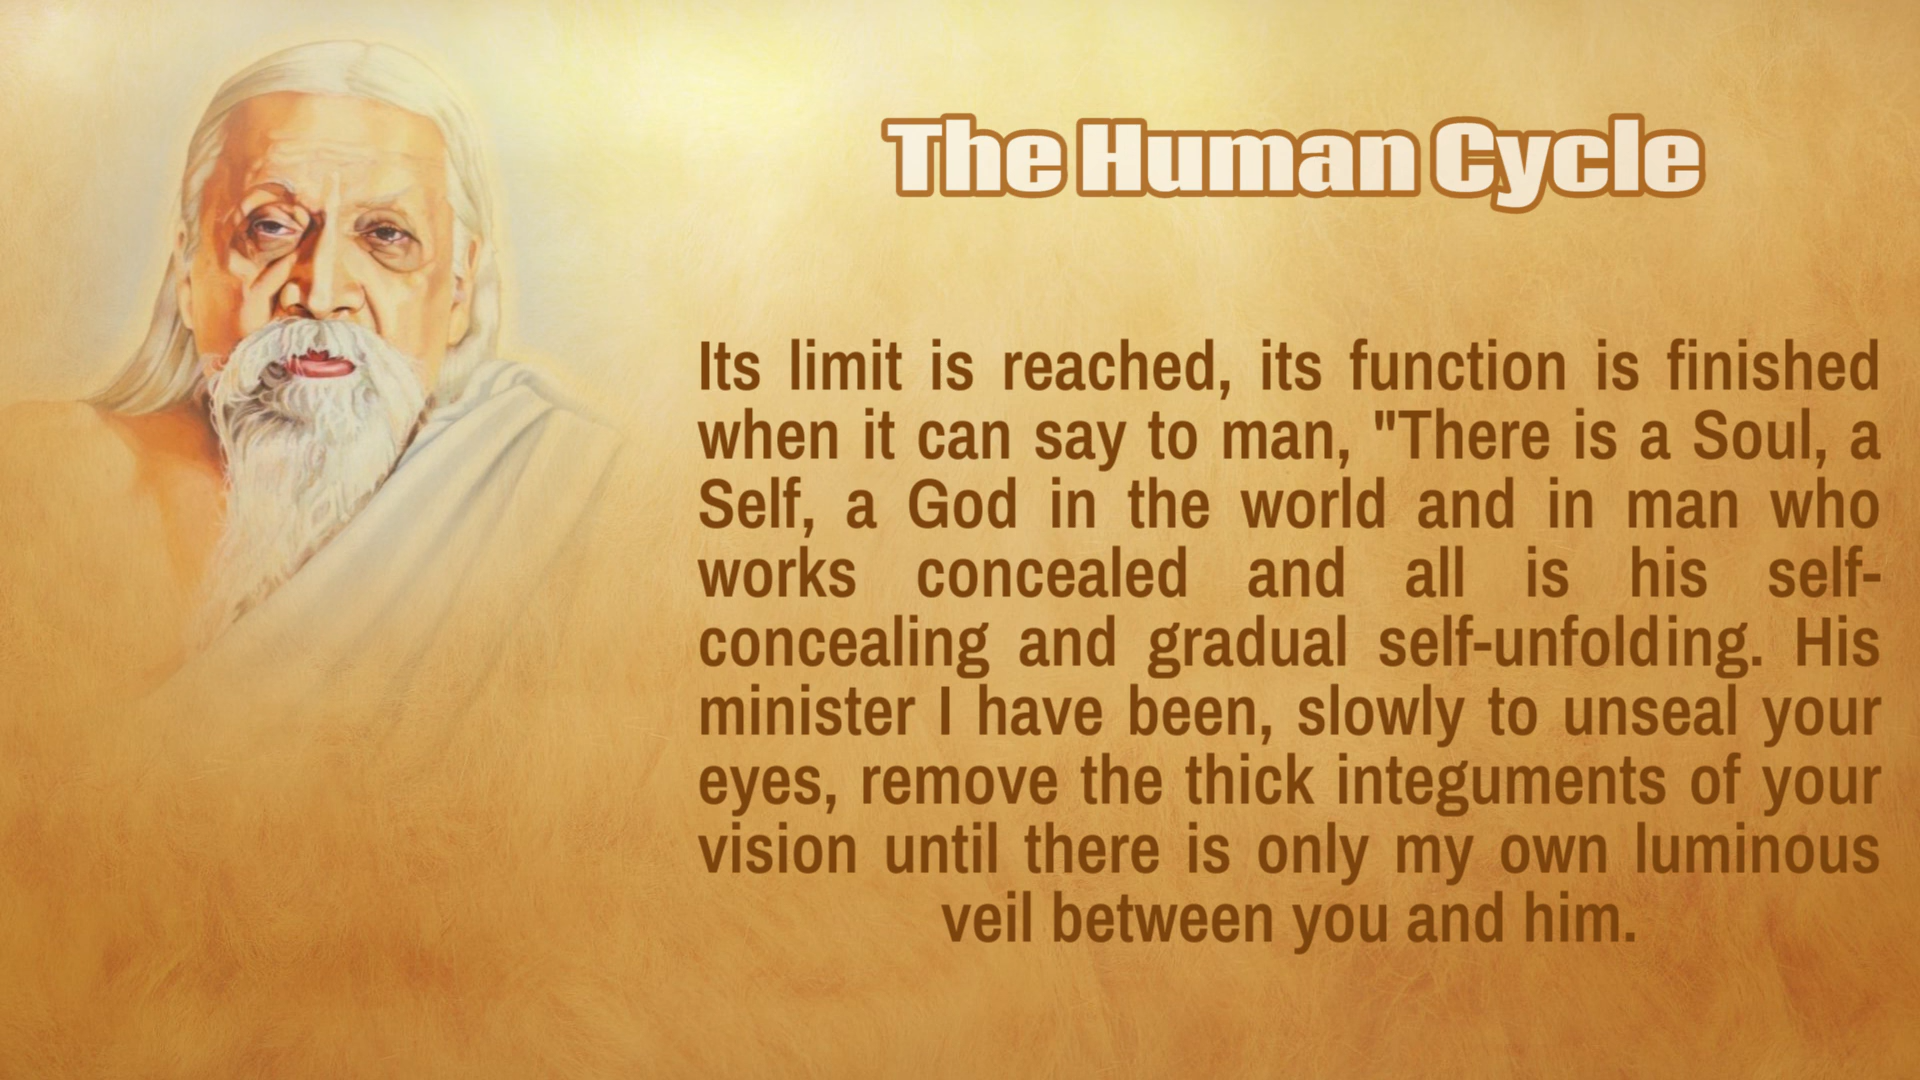 The Human Cycle
Its limit is reached, its function is finished
when it can say to man, "There is a Soul, a
Self, a God in the world and in man who
works concealed and all is his self-
concealing and gradual self-unfolding. His
minister I have been, slowly to unseal your
eyes, remove the thick integuments of your
vision until there is only my own luminous
veil between you and him.